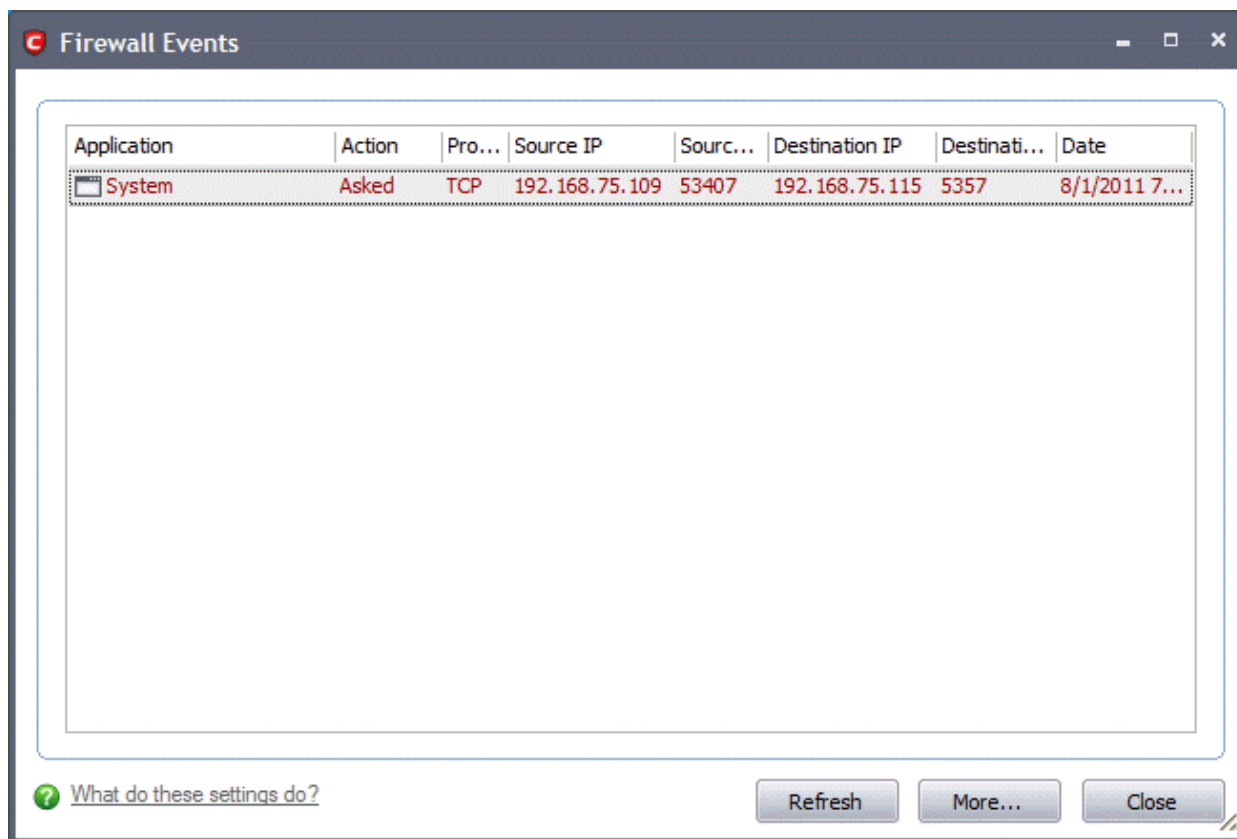 Firewall Events
Application Action Pro... Source IP Sourc... Destination IP Destinati... Date
System Asked TCP 192.168.75.109 53407 192.168.75.115 5357 8/1/2011 7...
What do these settings do? Refresh More... Close